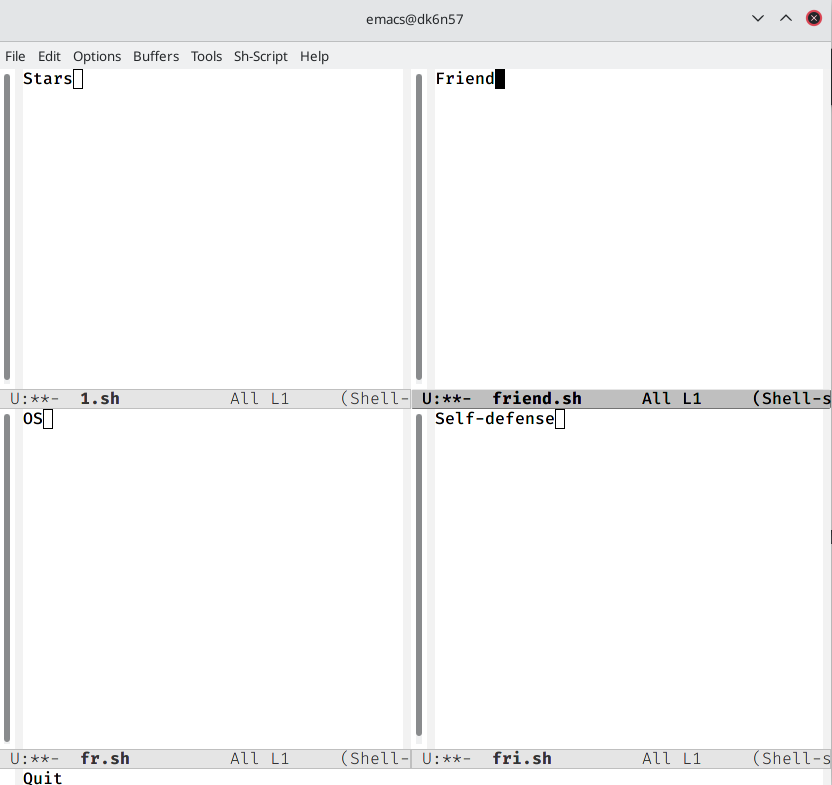 emacs@dk6n57
File Edit Options Buffers Tools Sh-Script Help
Stars
Friend
U:**- 1.sh All L1 (Shell-
U:**- friend.sh All L1 (Shell-s
OS
Self-defense
U:**- fr.sh All L1 (Shell-
U:**- fri.sh All L1 (Shell-s
Quit